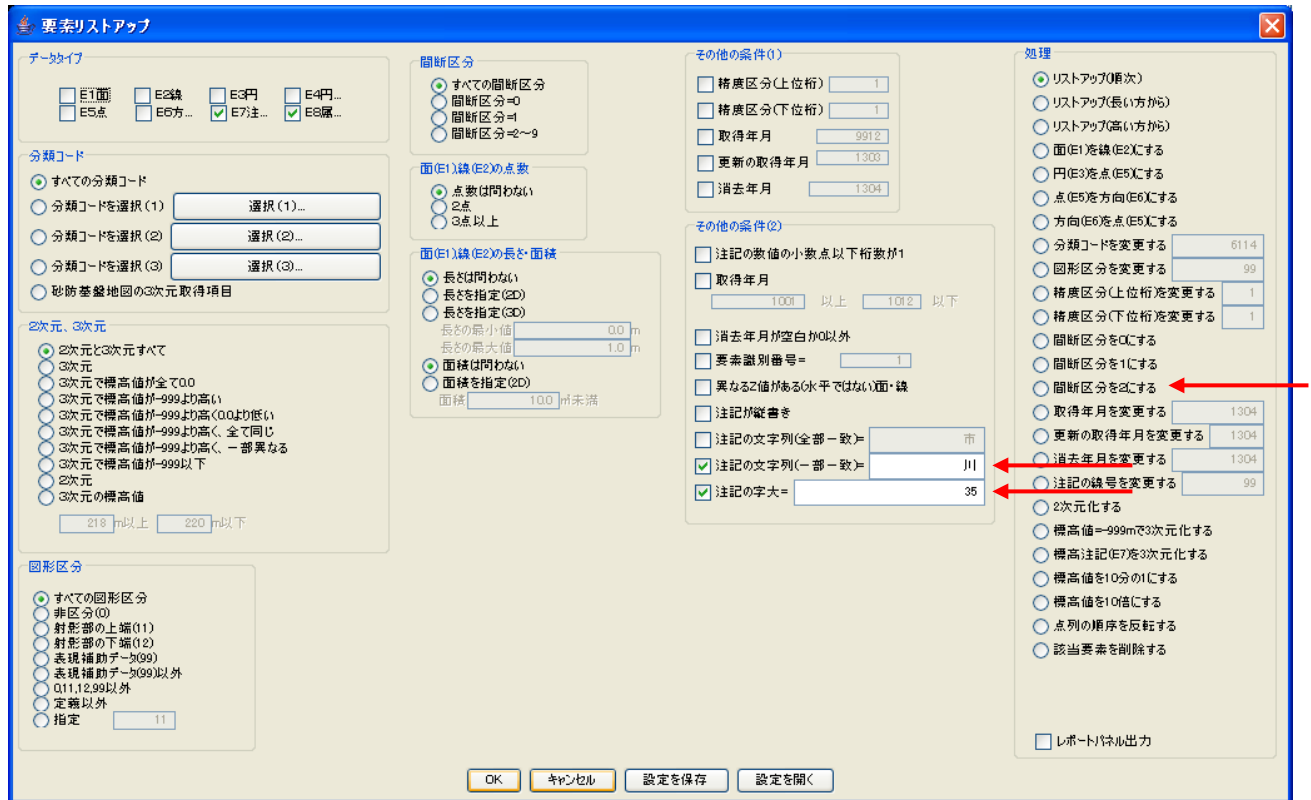 要素リストアップ
データタイプ
E1面 E2線 E3円 E4円...
E5点 E6方... E7注... E8属...
分類コード
すべての分類コード
分類コードを選択(1) 選択(1)...
分類コードを選択(2) 選択(2)...
分類コードを選択(3) 選択(3)...
砂防基盤地図の3次元取得項目
2次元、3次元
2次元と3次元すべて
3次元
3次元で標高値が全て0.0
3次元で標高値が-999より高い
3次元で標高値が-999より高く0.0より低い
3次元で標高値が-999より高く、全て同じ
3次元で標高値が-999より高く、一部異なる
3次元で標高値が-999以下
2次元
3次元の標高値
218 m以上 220 m以下
図形区分
すべての図形区分
非区分(0)
射影部の上端(11)
射影部の下端(12)
表現補助データ(99)
表現補助データ(99)以外
0,11,12,99以外
定義以外
指定 11
間断区分
すべての間断区分
間断区分=0
間断区分=1
間断区分=2～9
面(E1)線(E2)の点数
点数は問わない
2点
3点以上
面(E1)線(E2)の長さ・面積
長さは問わない
長さを指定(2D)
長さを指定(3D)
長さの最小値 0.0 m
長さの最大値 1.0 m
面積は問わない
面積を指定(2D)
面積 10.0 ㎡未満
その他の条件(1)
精度区分(上位桁) 1
精度区分(下位桁) 1
取得年月 9912
更新の取得年月 1303
消去年月 1304
その他の条件(2)
注記の数値の小数点以下桁数が1
取得年月
1001 以上 1012 以下
消去年月が空白か0以外
要素識別番号= 1
異なるZ値がある(水平ではない)面・線
注記が縦書き
注記の文字列(全部一致)= 市
注記の文字列(一部一致)= 川
注記の字大= 35
処理
リストアップ(順次)
リストアップ(長い方から)
リストアップ(高い方から)
面(E1)を線(E2)にする
円(E3)を点(E5)にする
点(E5)を方向(E6)にする
方向(E6)を点(E5)にする
分類コードを変更する 6114
図形区分を変更する 99
精度区分(上位桁)を変更する 1
精度区分(下位桁)を変更する 1
間断区分を0にする
間断区分を1にする
間断区分を2にする
取得年月を変更する 1304
更新の取得年月を変更する 1304
消去年月を変更する 1304
注記の線号を変更する 99
2次元化する
標高値=-999mで3次元化する
標高注記(E7)を3次元化する
標高値を10分の1にする
標高値を10倍にする
点列の順序を反転する
該当要素を削除する
レポートパネル出力
OK キャンセル 設定を保存 設定を開く